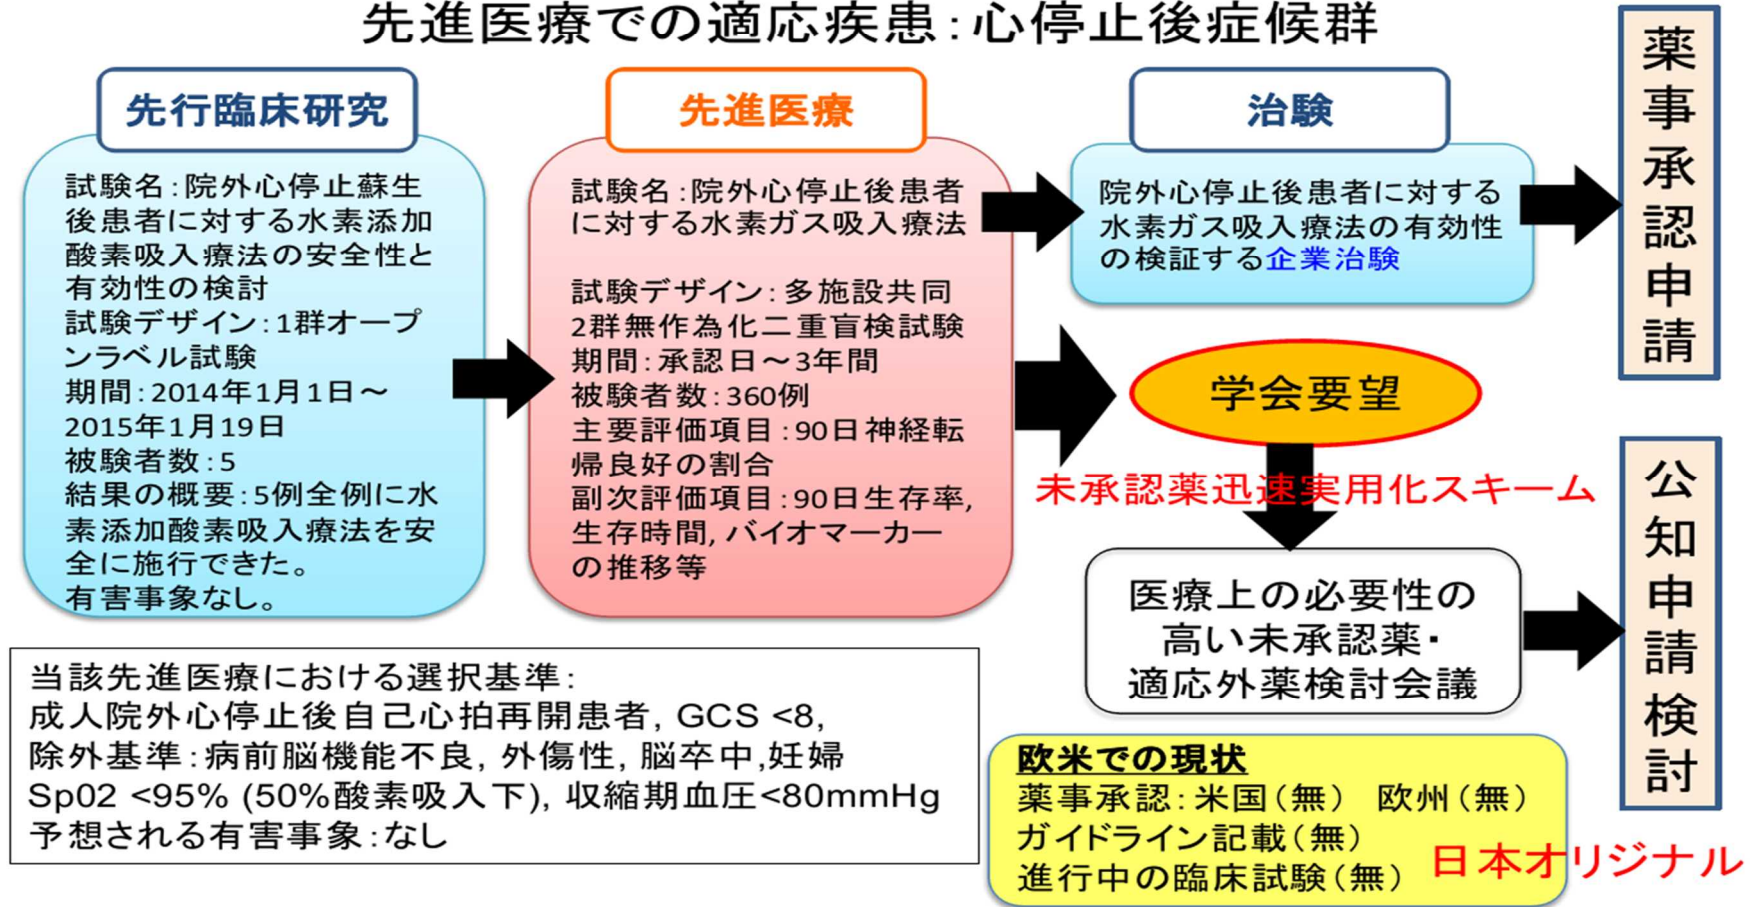 先進医療での適応疾患：心停止後症候群
先行臨床研究
試験名：院外心停止蘇生
後患者に対する水素添加
酸素吸入療法の安全性と
有効性の検討
試験デザイン：1群オープ
ンラベル試験
期間：2014年1月1日～
2015年1月19日
被験者数：5
結果の概要：5例全例に水
素添加酸素吸入療法を安
全に施行できた。
有害事象なし。
先進医療
試験名：院外心停止後患者
に対する水素ガス吸入療法
試験デザイン：多施設共同
2群無作為化二重盲検試験
期間：承認日～3年間
被験者数：360例
主要評価項目：90日神経転
帰良好の割合
副次評価項目：90日生存率,
生存時間, バイオマーカー
の推移等
治験
院外心停止後患者に対する
水素ガス吸入療法の有効性
の検証する企業治験
薬事承認申請
学会要望
未承認薬迅速実用化スキーム
医療上の必要性の
高い未承認薬・
適応外薬検討会議
公知申請検討
当該先進医療における選択基準：
成人院外心停止後自己心拍再開患者, GCS <8,
除外基準：病前脳機能不良, 外傷性, 脳卒中,妊婦
Sp02 <95% (50%酸素吸入下), 収縮期血圧<80mmHg
予想される有害事象：なし
欧米での現状
薬事承認：米国（無） 欧州（無）
ガイドライン記載（無）
進行中の臨床試験（無）
日本オリジナル